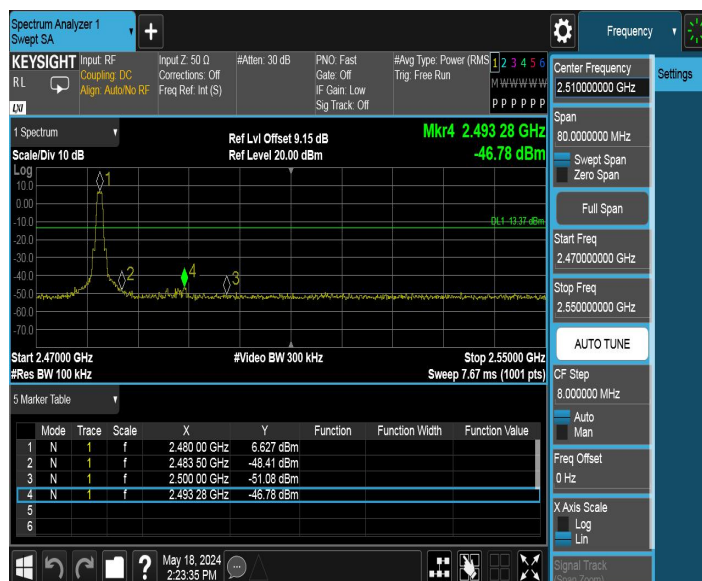 Spectrum Analyzer 1
Swept SA
+
Frequency
KEYSIGHT
RL
LXI
Input: RF
Coupling: DC
Align: Auto/No RF
Input Z: 50 Ω
Corrections: Off
Freq Ref: Int (S)
#Atten: 30 dB
PNO: Fast
Gate: Off
IF Gain: Low
Sig Track: Off
#Avg Type: Power (RMS
Trig: Free Run
1 2 3 4 5 6
M W W W W W
P P P P P P
1 Spectrum
Scale/Div 10 dB
Ref Lvl Offset 9.15 dB
Ref Level 20.00 dBm
Mkr4 2.493 28 GHz
-46.78 dBm
Log
10.0
0.00
-10.0
-20.0
-30.0
-40.0
-50.0
-60.0
-70.0
1
2
4
3
DL1 -13.37 dBm
Start 2.47000 GHz
#Res BW 100 kHz
#Video BW 300 kHz
Stop 2.55000 GHz
Sweep 7.67 ms (1001 pts)
5 Marker Table
Mode Trace Scale X Y Function Function Width Function Value
1 N 1 f 2.480 00 GHz 6.627 dBm
2 N 1 f 2.483 50 GHz -48.41 dBm
3 N 1 f 2.500 00 GHz -51.08 dBm
4 N 1 f 2.493 28 GHz -46.78 dBm
5
6
?
May 18, 2024
2:23:35 PM
Center Frequency
2.510000000 GHz
Settings
Span
80.0000000 MHz
Swept Span
Zero Span
Full Span
Start Freq
2.470000000 GHz
Stop Freq
2.550000000 GHz
AUTO TUNE
CF Step
8.000000 MHz
Auto
Man
Freq Offset
0 Hz
X Axis Scale
Log
Lin
Signal Track
(Span Zoom)